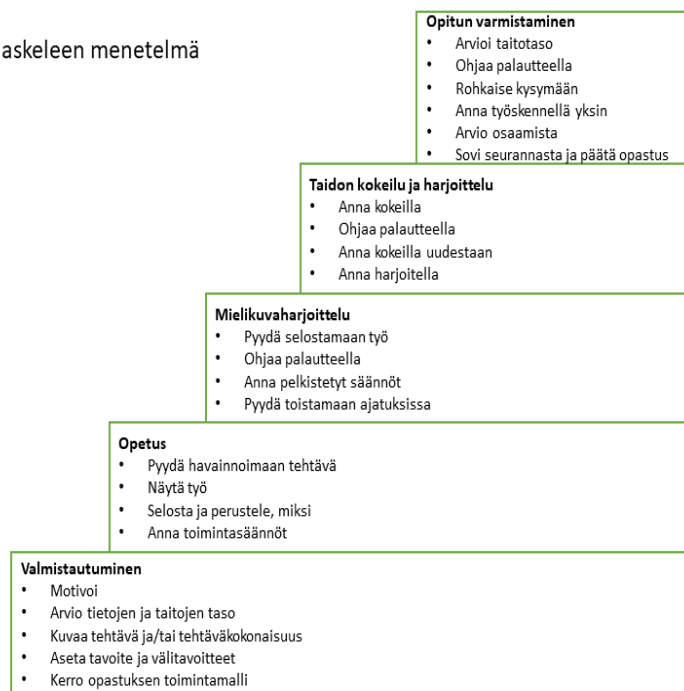 askeleen menetelmä
Opitun varmistaminen
• Arvioi taitotaso
• Ohjaa palautteella
• Rohkaise kysymään
• Anna työskennellä yksin
• Arvio osaamista
• Sovi seurannasta ja päätä opastus
Taidon kokeilu ja harjoittelu
• Anna kokeilla
• Ohjaa palautteella
• Anna kokeilla uudestaan
• Anna harjoitella
Mielikuvaharjoittelu
• Pyydä selostamaan työ
• Ohjaa palautteella
• Anna pelkistetyt säännöt
• Pyydä toistamaan ajatuksissa
Opetus
• Pyydä havainnoimaan tehtävä
• Näytä työ
• Selosta ja perustele, miksi
• Anna toimintasäännöt
Valmistautuminen
• Motivoi
• Arvio tietojen ja taitojen taso
• Kuvaa tehtävä ja/tai tehtäväkokonaisuus
• Aseta tavoite ja välitavoitteet
• Kerro opastuksen toimintamalli